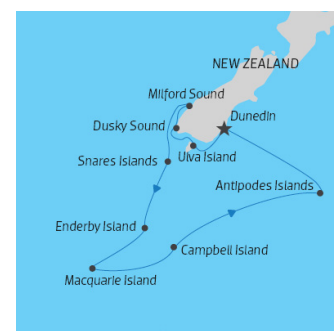 NEW ZEALAND
Milford Sound
Dunedin
Dusky Sound
Ulva Island
Snares Islands
Antipodes Islands
Enderby Island
Campbell Island
Macquarie Island